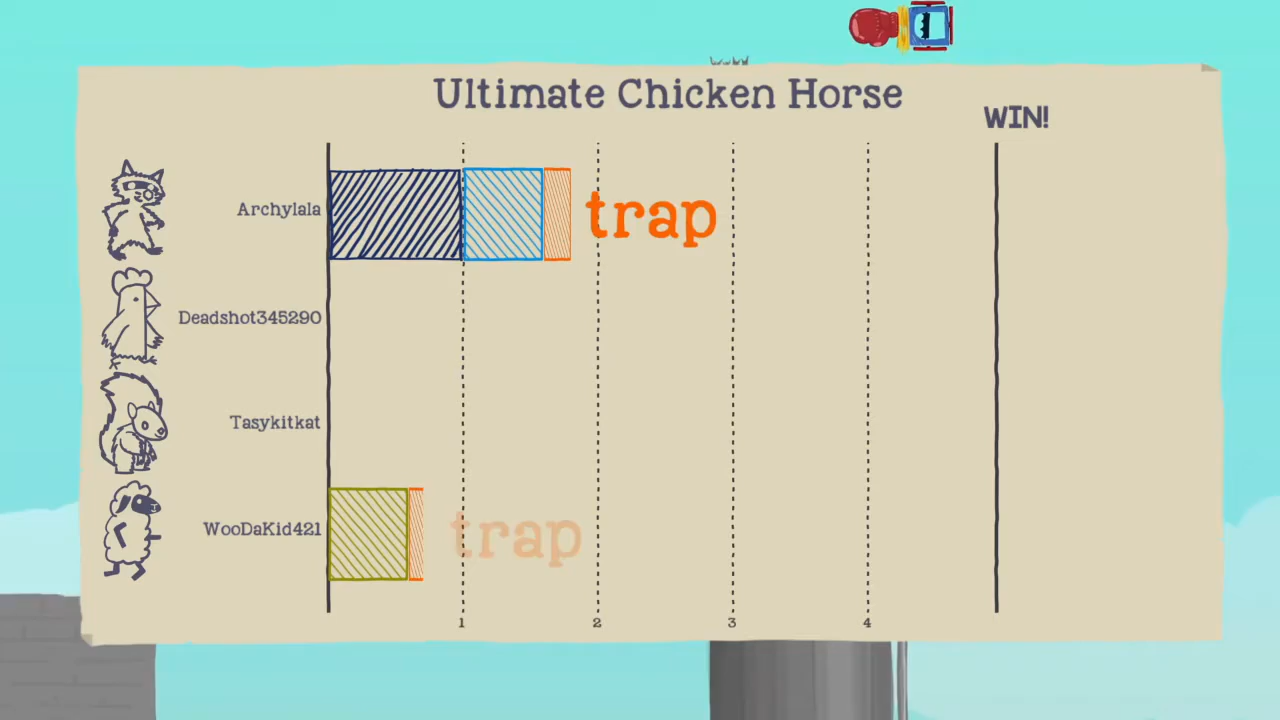 Ultimate Chicken Horse
WIN!
Archylala
trap
Deadshot345290
Tasykitkat
WooDaKid421
trap
1 2 3 4